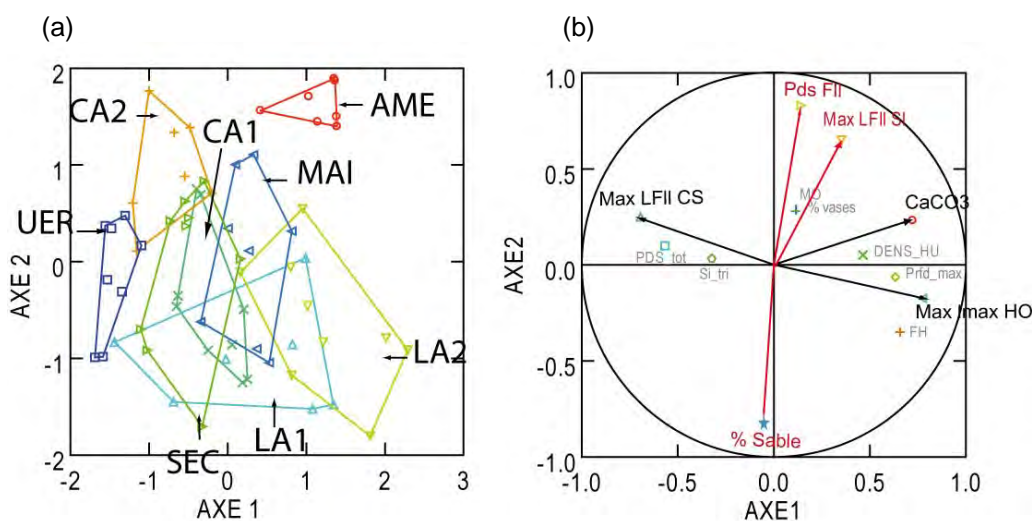 (a)
(b)
2
1
0
-1
-2
AXE 2
-2
-1
0
1
2
3
AXE 1
CA2
CA1
AME
MAI
UER
SEC
LA1
LA2
1.0
0.5
0.0
-0.5
-1.0
AXE2
-1.0
-0.5
0.0
0.5
1.0
AXE1
Pds FII
Max LFII SI
Max LFII CS
MO
% vases
CaCO3
PDS_tot
Si_tri
DENS_HU
Prfd_max
Max Imax HO
FH
% Sable